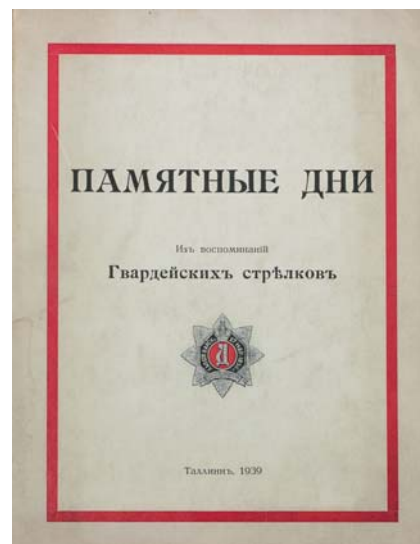 ПАМЯТНЫЕ ДНИ
Изъ воспоминаній
Гвардейскихъ стрѣлковъ
Таллиннъ, 1939